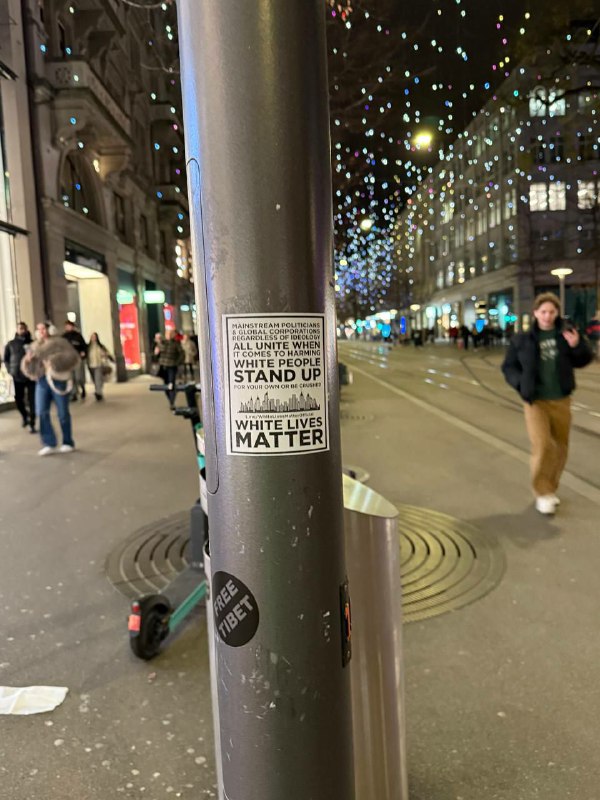 MAINSTREAM POLITICIANS
& GLOBAL CORPORATIONS
REGARDLESS OF IDEOLOGY
ALL UNITE WHEN
IT COMES TO HARMING
WHITE PEOPLE
STAND UP
FOR YOUR OWN OR BE CRUSHED
WHITE LIVES
MATTER
FREE
TIBET